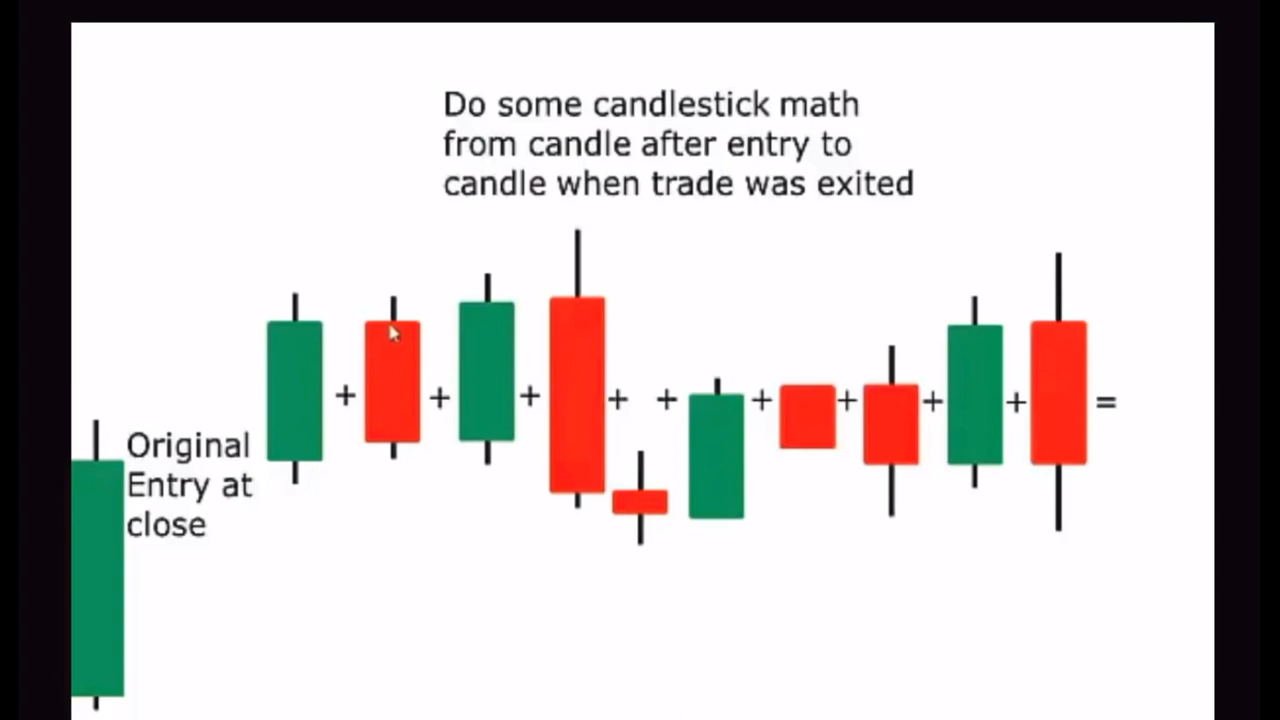 Do some candlestick math
from candle after entry to
candle when trade was exited
+ + + + + + + + + =
Original
Entry at
close